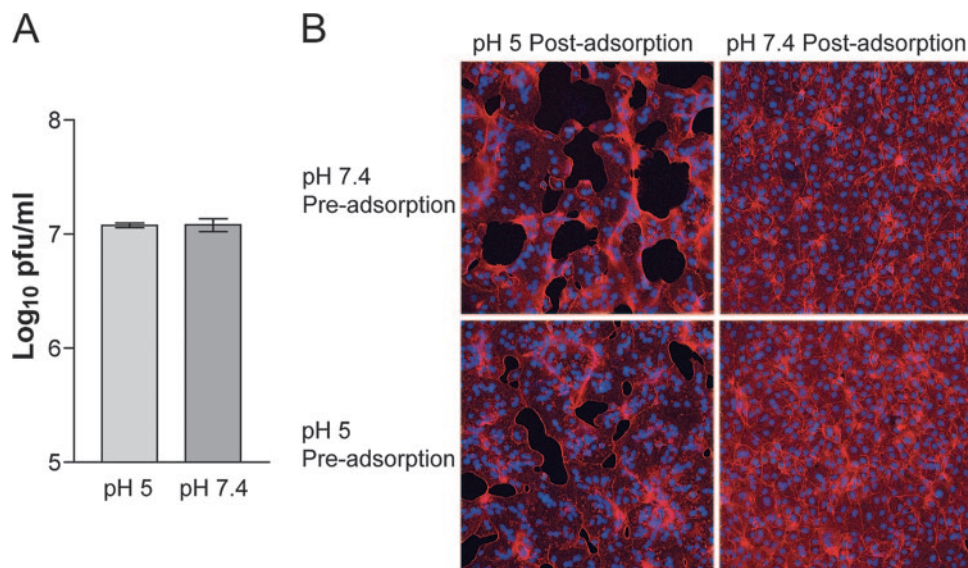 A
B
pH 5 Post-adsorption
pH 7.4 Post-adsorption
8
7
6
5
Log₁₀ pfu/ml
pH 5
pH 7.4
pH 7.4
Pre-adsorption
pH 5
Pre-adsorption